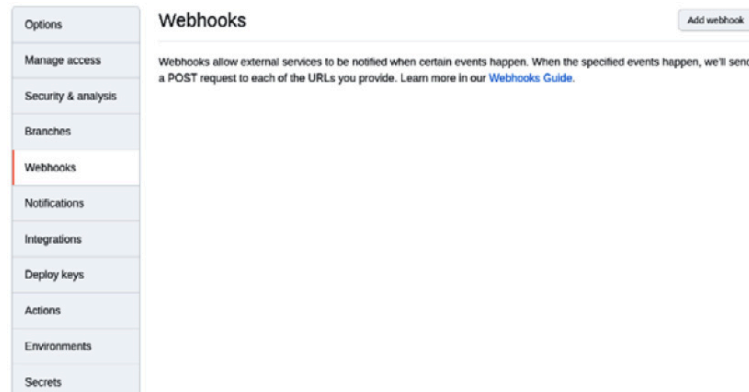 Options
Manage access
Security & analysis
Branches
Webhooks
Notifications
Integrations
Deploy keys
Actions
Environments
Secrets
Webhooks
Add webhook
Webhooks allow external services to be notified when certain events happen. When the specified events happen, we'll send
a POST request to each of the URLs you provide. Learn more in our Webhooks Guide.